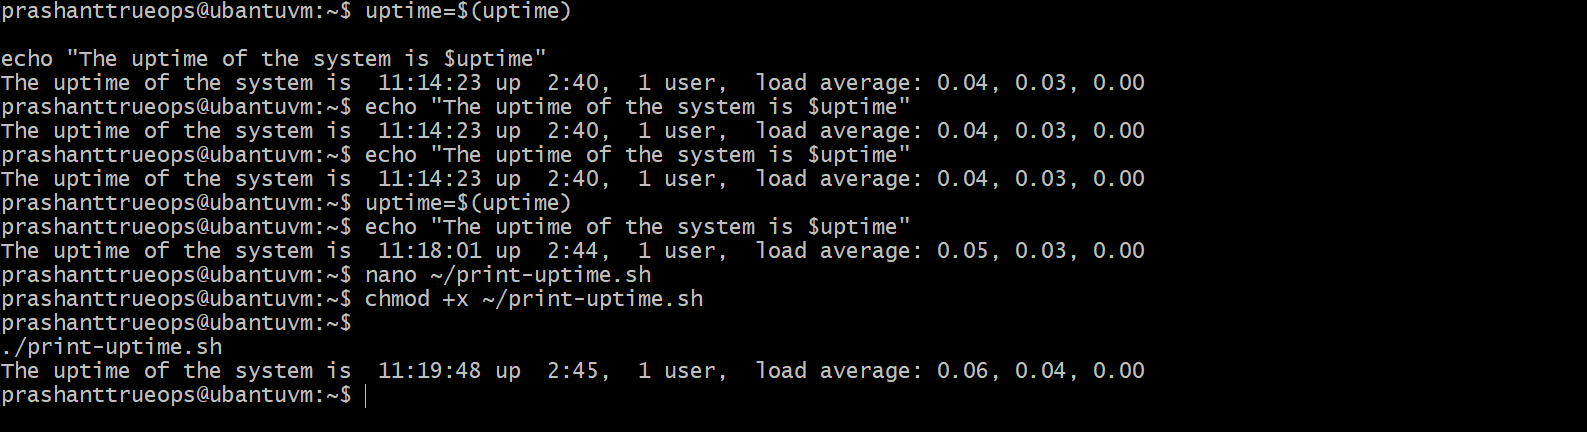 prashanttrueops@ubantuvm:~$ uptime=$(uptime)
echo "The uptime of the system is $uptime"
The uptime of the system is  11:14:23 up  2:40,  1 user,  load average: 0.04, 0.03, 0.00
prashanttrueops@ubantuvm:~$ echo "The uptime of the system is $uptime"
The uptime of the system is  11:14:23 up  2:40,  1 user,  load average: 0.04, 0.03, 0.00
prashanttrueops@ubantuvm:~$ echo "The uptime of the system is $uptime"
The uptime of the system is  11:14:23 up  2:40,  1 user,  load average: 0.04, 0.03, 0.00
prashanttrueops@ubantuvm:~$ uptime=$(uptime)
prashanttrueops@ubantuvm:~$ echo "The uptime of the system is $uptime"
The uptime of the system is  11:18:01 up  2:44,  1 user,  load average: 0.05, 0.03, 0.00
prashanttrueops@ubantuvm:~$ nano ~/print-uptime.sh
prashanttrueops@ubantuvm:~$ chmod +x ~/print-uptime.sh
prashanttrueops@ubantuvm:~$
./print-uptime.sh
The uptime of the system is  11:19:48 up  2:45,  1 user,  load average: 0.06, 0.04, 0.00
prashanttrueops@ubantuvm:~$